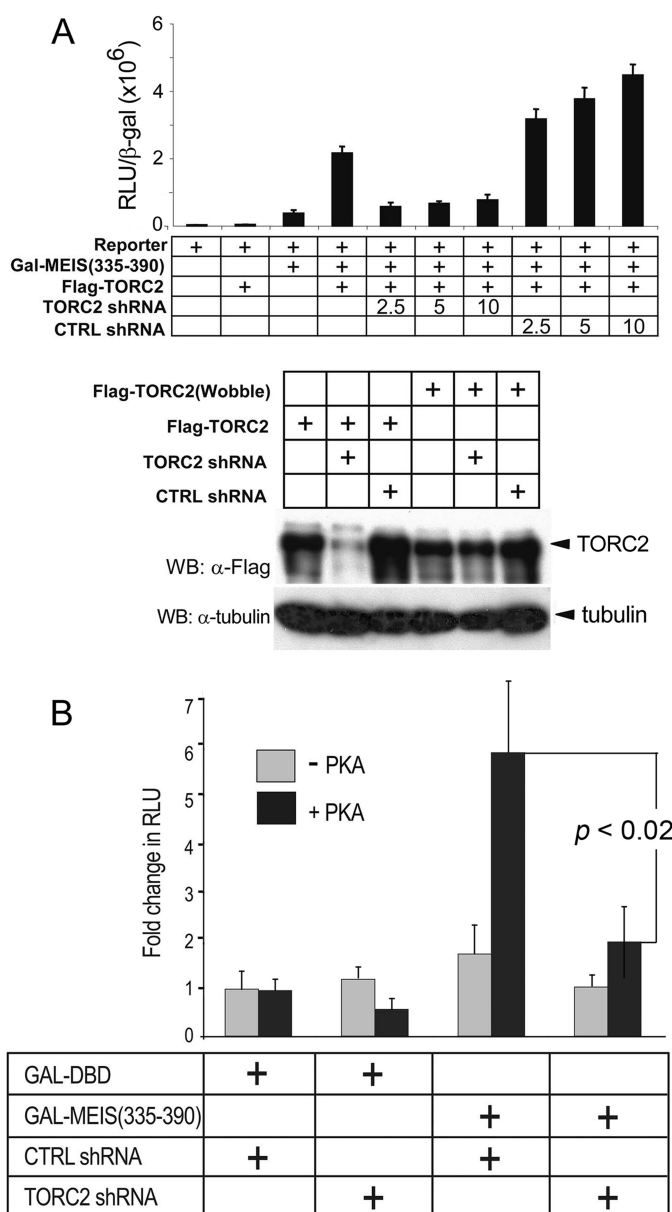 A
RLU/β-gal (x10⁶)
6
4
2
0
Reporter + + + + + + + + + +
Gal-MEIS(335-390) + + + + + + + +
Flag-TORC2 + + + + + + + +
TORC2 shRNA 2.5 5 10
CTRL shRNA 2.5 5 10
Flag-TORC2(Wobble) + + +
Flag-TORC2 + + +
TORC2 shRNA + +
CTRL shRNA + +
WB: α-Flag TORC2
WB: α-tubulin tubulin
B
Fold change in RLU
7
6
5
4
3
2
1
0
- PKA
+ PKA
p < 0.02
GAL-DBD + +
GAL-MEIS(335-390) + +
CTRL shRNA + +
TORC2 shRNA + +